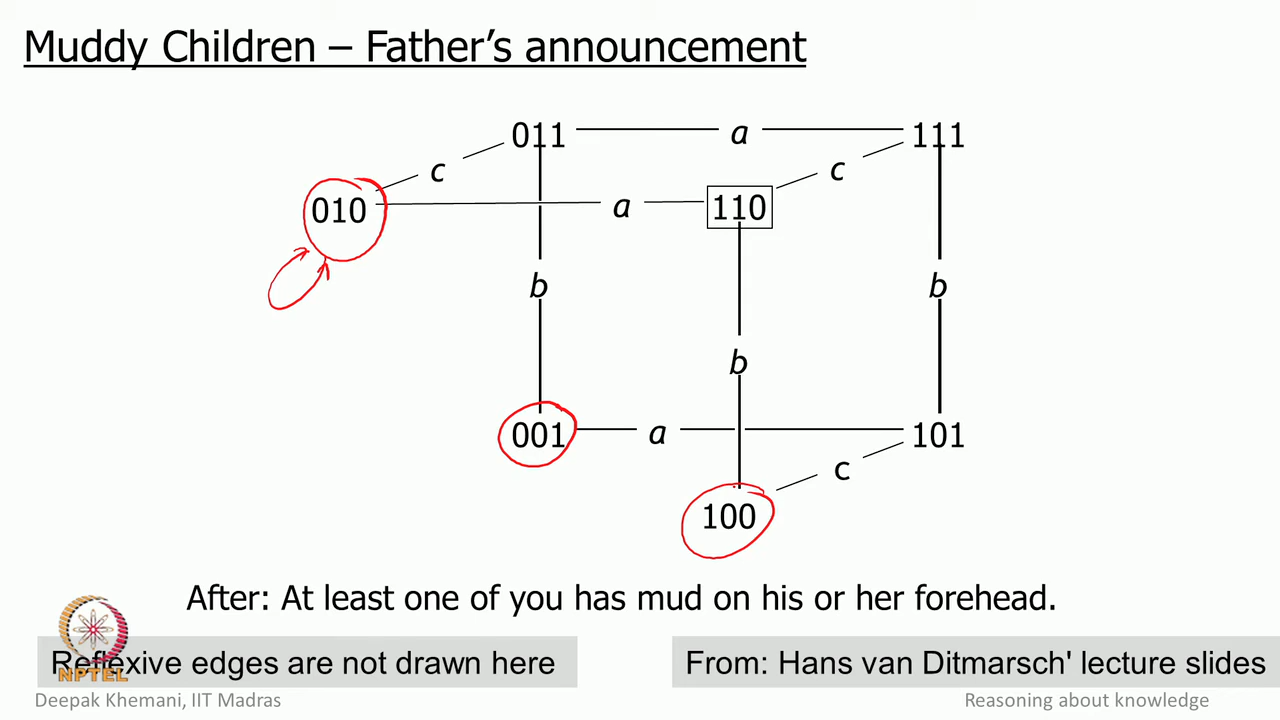 Muddy Children – Father's announcement
011 a 111
c c
010 a 110
b b
b
001 a 101
c
100
After: At least one of you has mud on his or her forehead.
Reflexive edges are not drawn here
From: Hans van Ditmarsch' lecture slides
NPTEL
Deepak Khemani, IIT Madras
Reasoning about knowledge